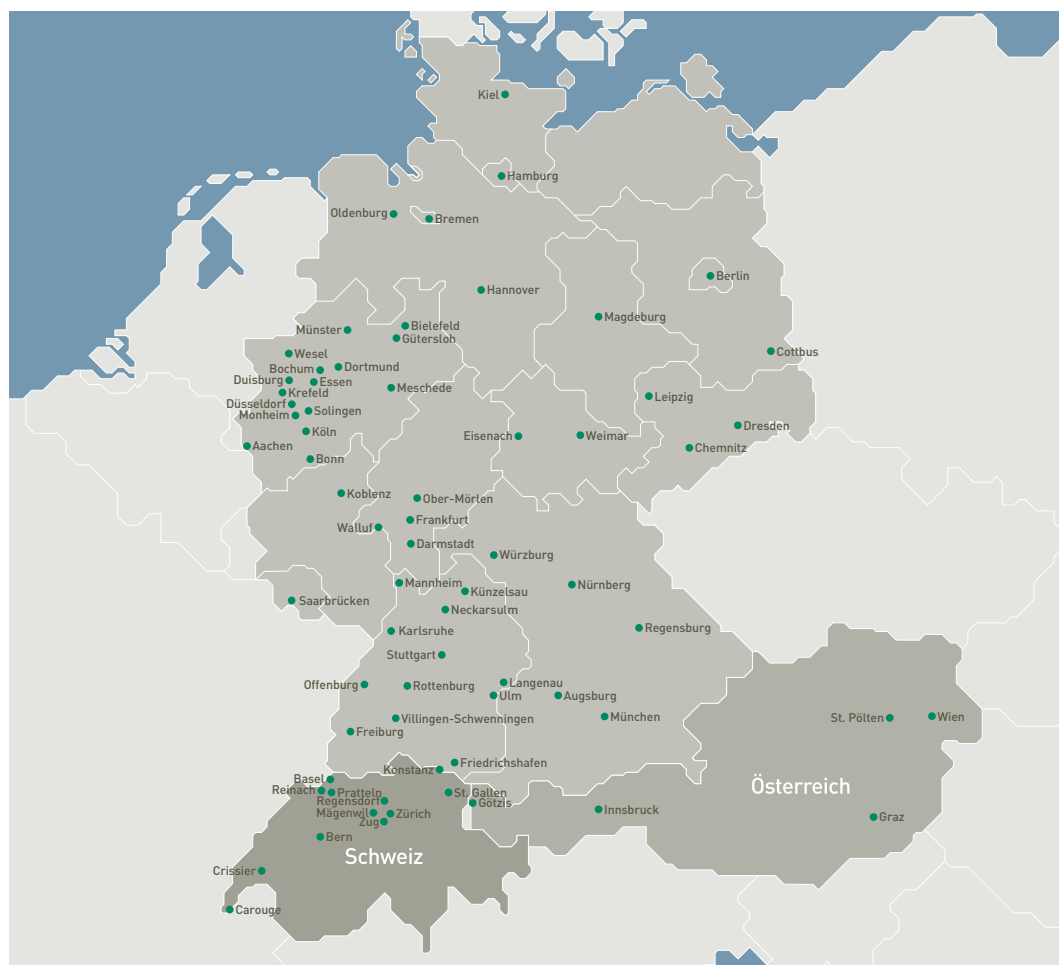 Kiel
Hamburg
Oldenburg
Bremen
Berlin
Hannover
Magdeburg
Bielefeld
Münster
Gütersloh
Cottbus
Wesel
Dortmund
Bochum
Duisburg
Essen
Meschede
Krefeld
Leipzig
Düsseldorf
Solingen
Monheim
Dresden
Köln
Eisenach
Weimar
Aachen
Chemnitz
Bonn
Koblenz
Ober-Mörlen
Frankfurt
Walluf
Darmstadt
Würzburg
Mannheim
Nürnberg
Künzelsau
Saarbrücken
Neckarsulm
Regensburg
Karlsruhe
Stuttgart
Langenau
Offenburg
Rottenburg
Ulm
Augsburg
Villingen-Schwenningen
München
St. Pölten
Wien
Freiburg
Friedrichshafen
Konstanz
Basel
Österreich
Reinach
Pratteln
St. Gallen
Regensdorf
Götzis
Innsbruck
Mägenwil
Zürich
Graz
Zug
Bern
Schweiz
Crissier
Carouge